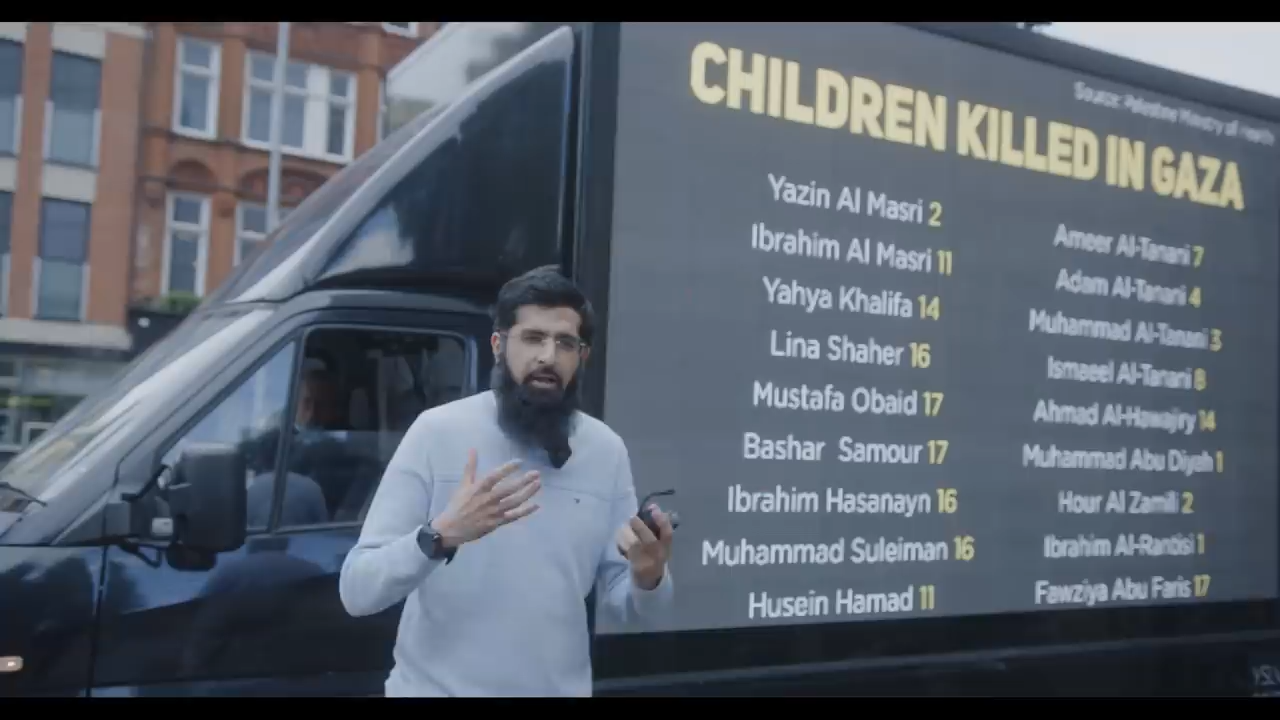 CHILDREN KILLED IN GAZA
Source: Palestine Ministry of Health
Yazin Al Masri 2
Ibrahim Al Masri 11
Yahya Khalifa 14
Lina Shaher 16
Mustafa Obaid 17
Bashar Samour 17
Ibrahim Hasanayn 16
Muhammad Suleiman 16
Husein Hamad 11
Ameer Al-Tanani 7
Adam Al-Tanani 4
Muhammad Al-Tanani 3
Ismaeel Al-Tanani 8
Ahmad Al-Hawajry 14
Muhammad Abu Diyeh 1
Hour Al Zamili 2
Ibrahim Al-Rantisi 1
Fawziya Abu Faris 17